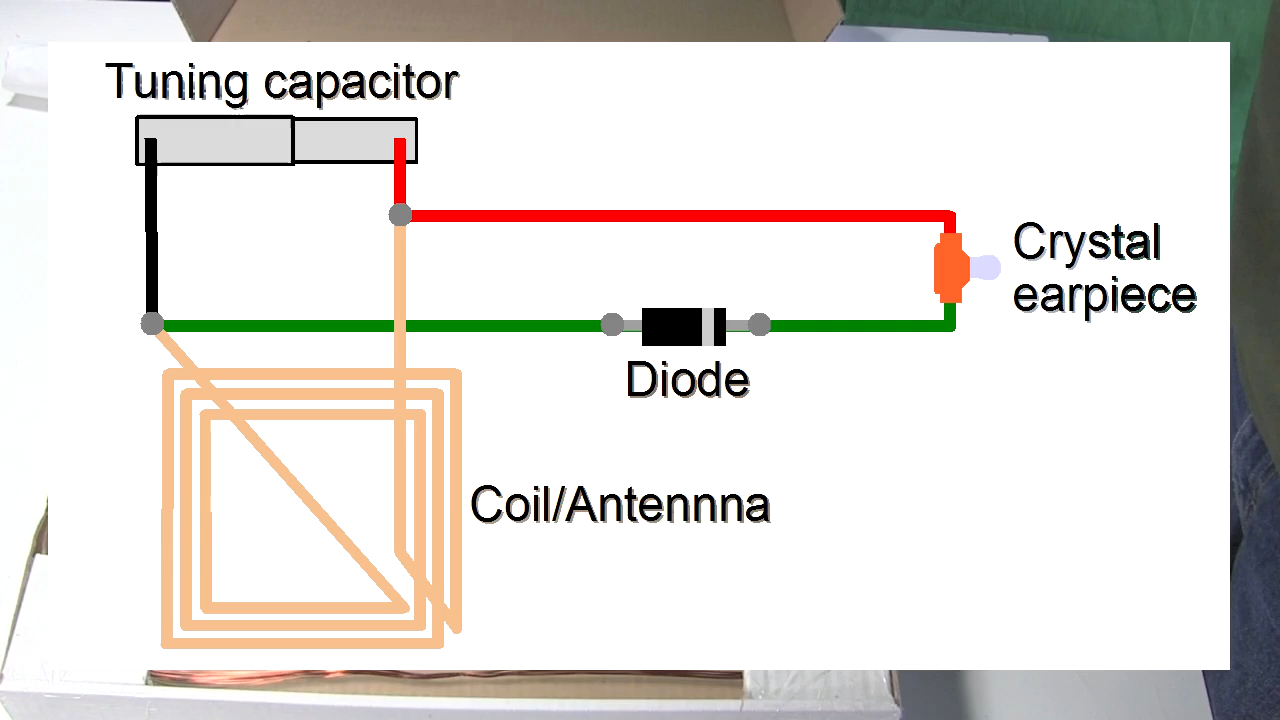 Tuning capacitor
Crystal
earpiece
Diode
Coil/Antennna